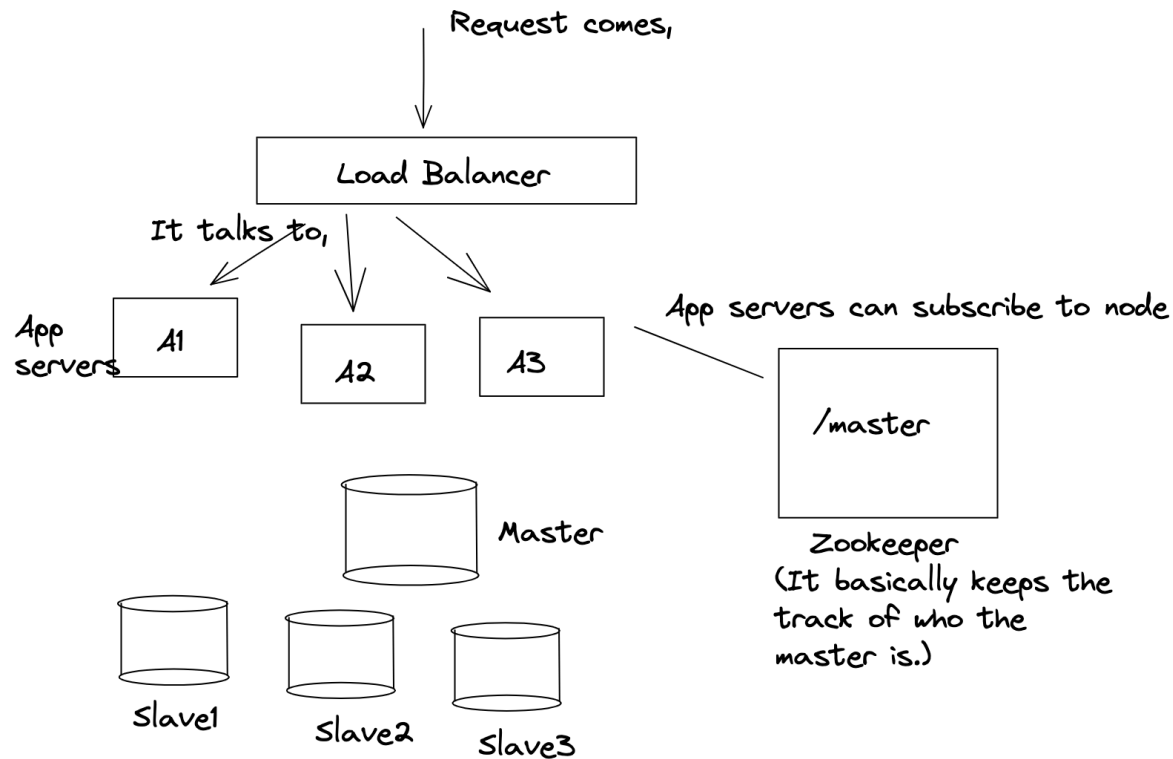 Request comes,
Load Balancer
It talks to,
App servers can subscribe to node
App
servers
A1
A2
A3
/master
Master
Zookeeper
(It basically keeps the
track of who the
master is.)
Slave1
Slave2
Slave3